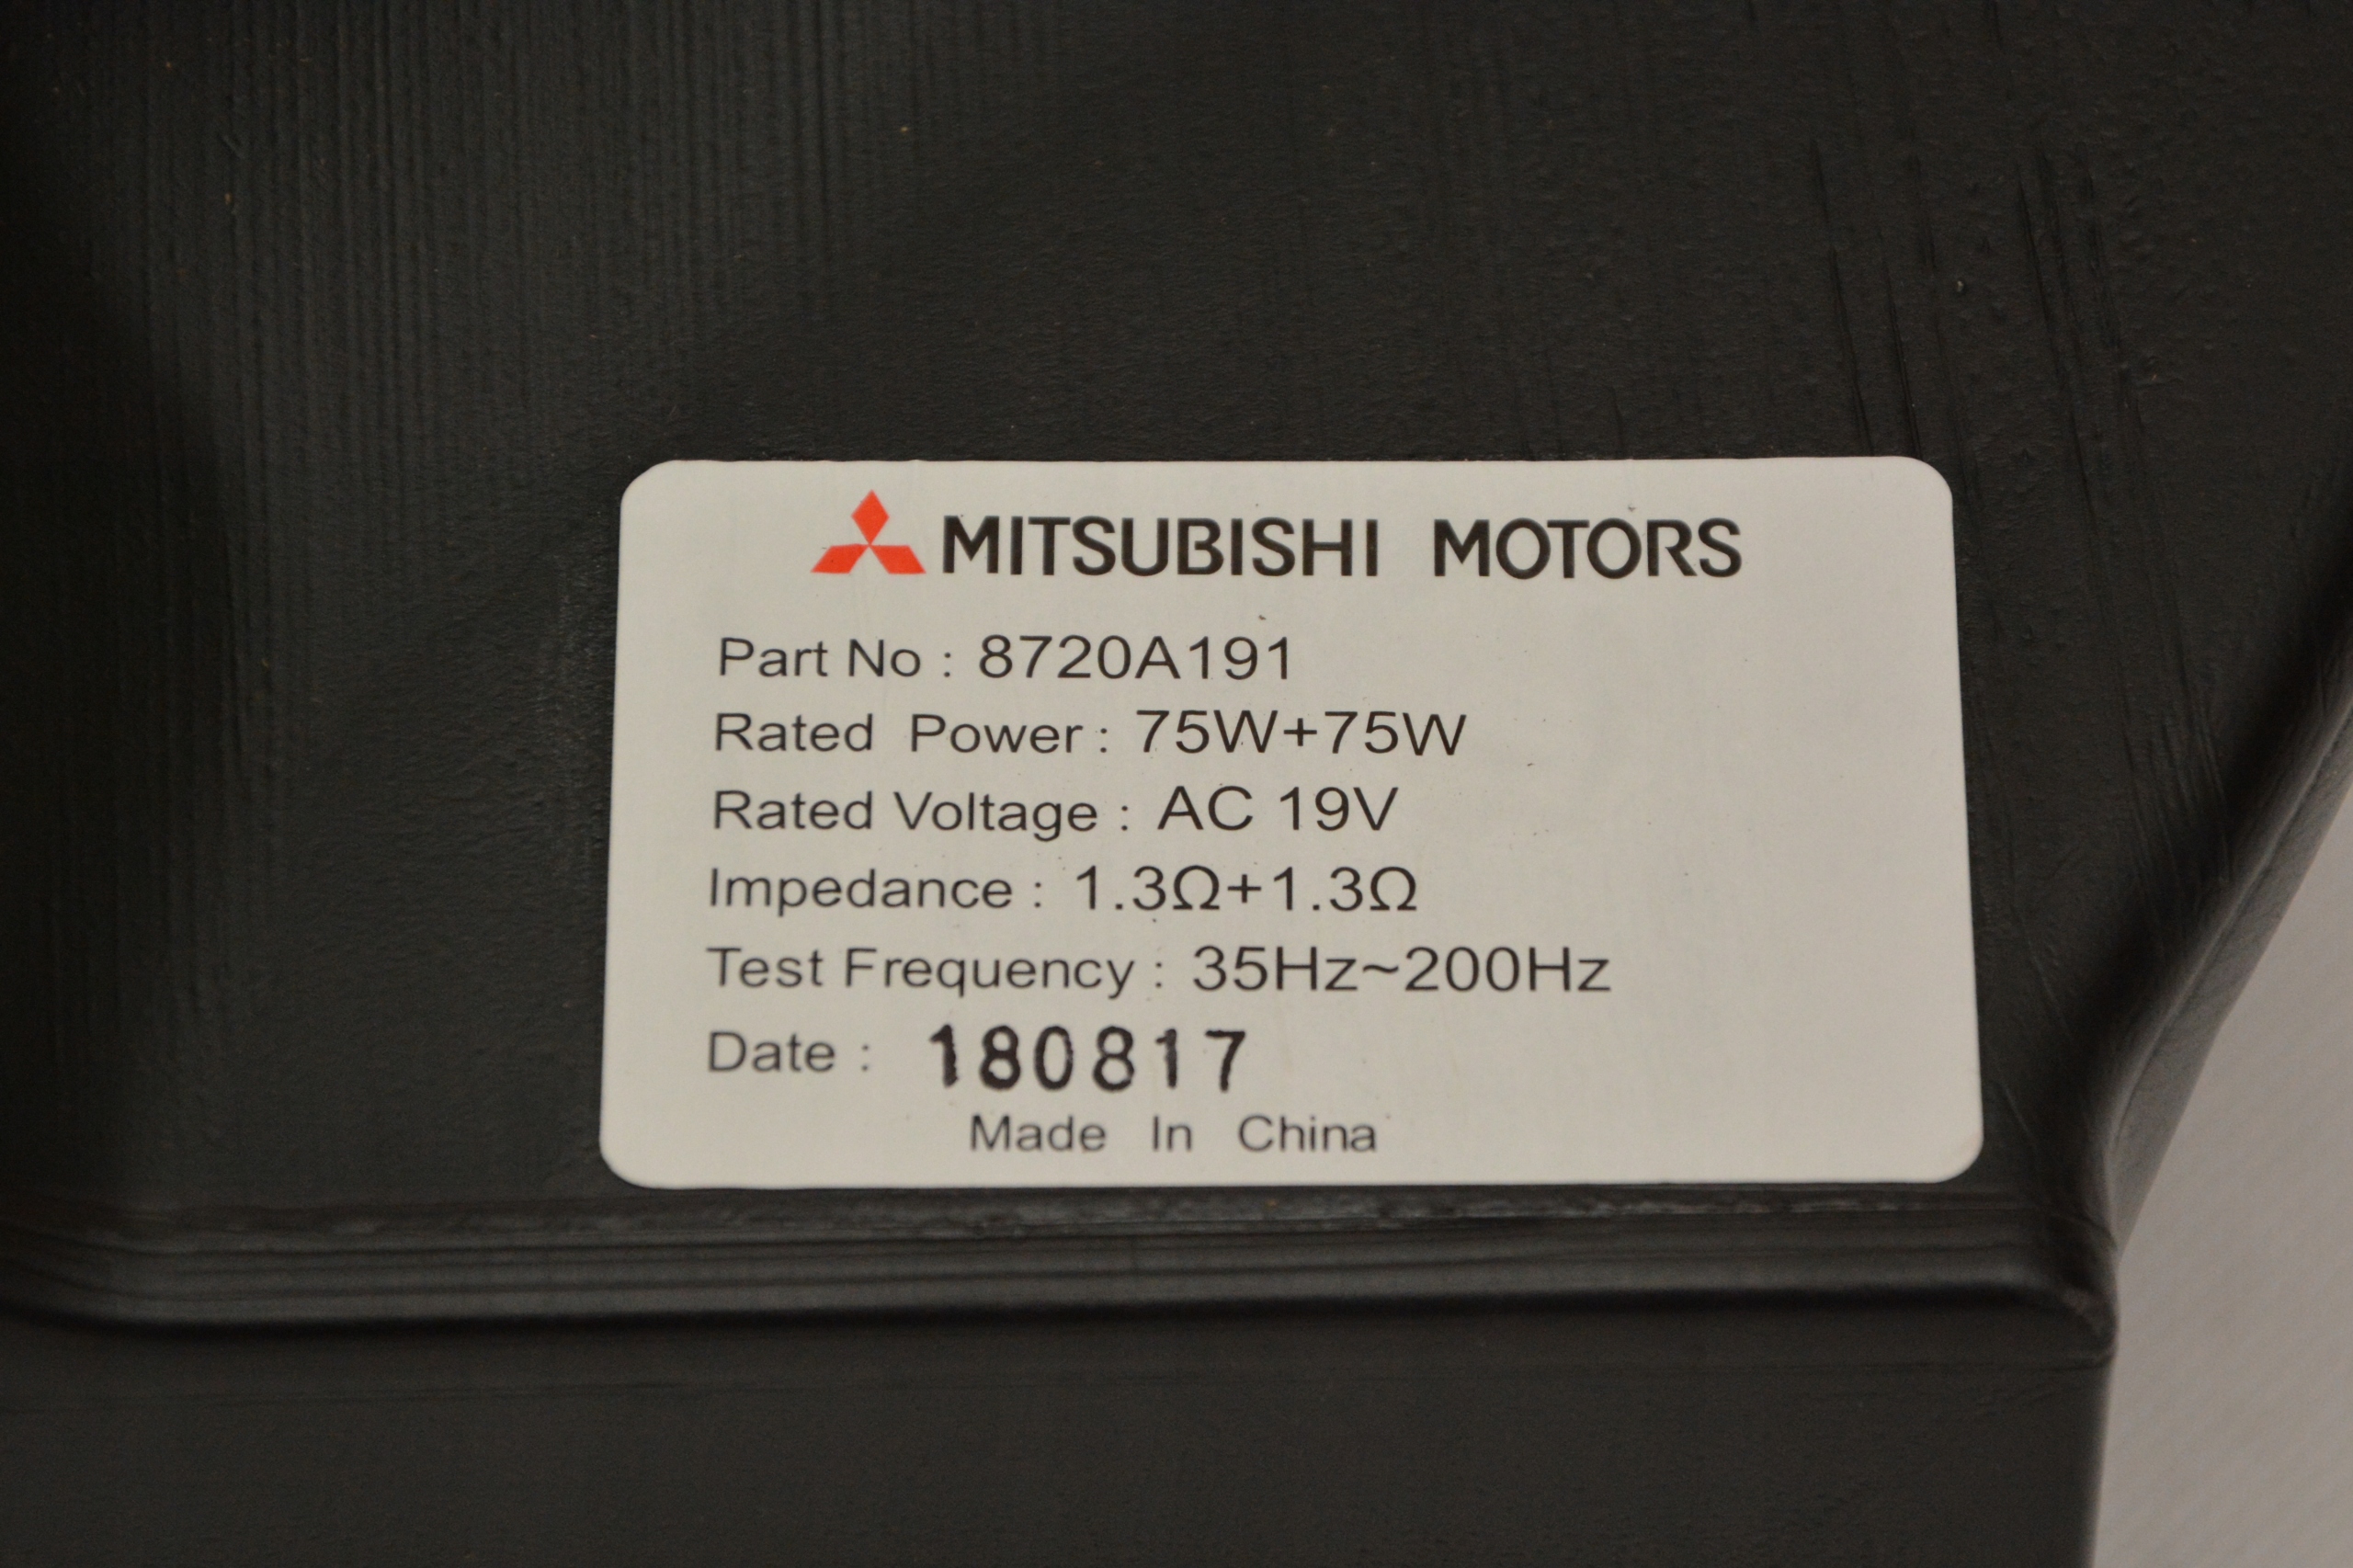 MITSUBISHI MOTORS
Part No : 8720A191
Rated Power : 75W+75W
Rated Voltage : AC 19V
Impedance : 1.3Ω+1.3Ω
Test Frequency : 35Hz~200Hz
Date : 180817
Made In China